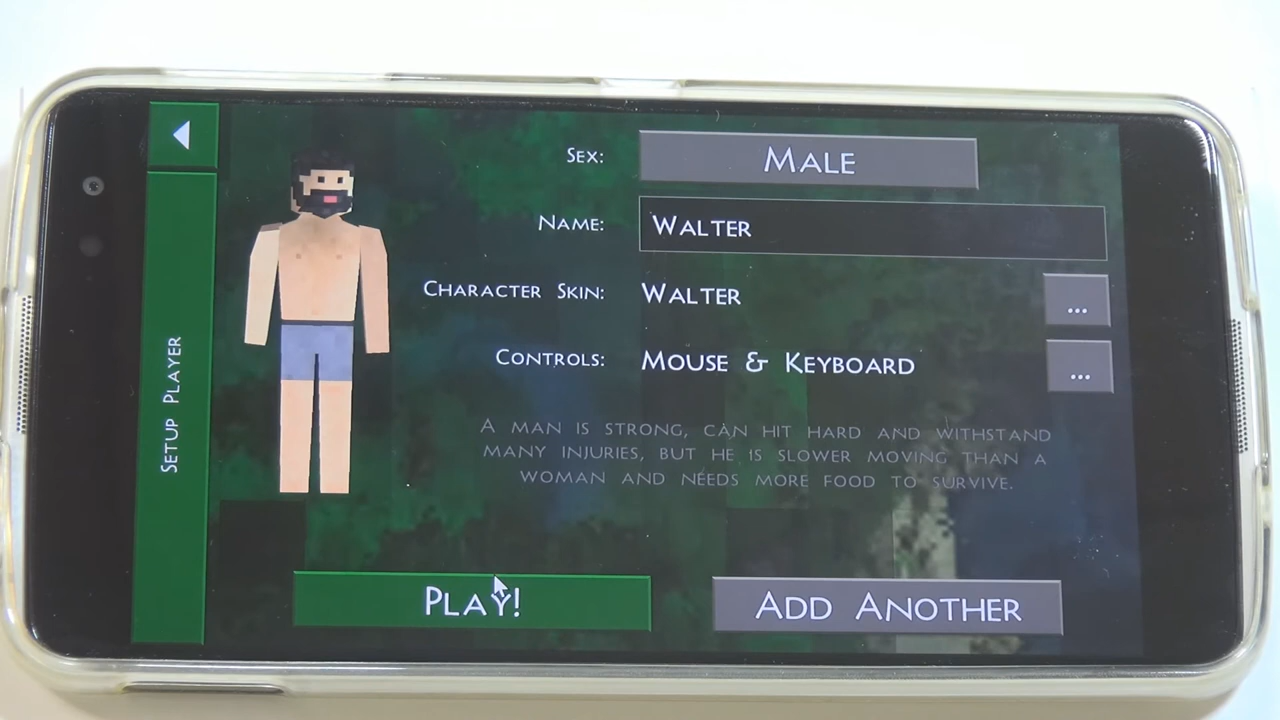 SETUP PLAYER
SEX:
MALE
NAME:
WALTER
CHARACTER SKIN:
WALTER
...
CONTROLS:
MOUSE & KEYBOARD
...
A MAN IS STRONG, CAN HIT HARD AND WITHSTAND
MANY INJURIES, BUT HE IS SLOWER MOVING THAN A
WOMAN AND NEEDS MORE FOOD TO SURVIVE.
PLAY!
ADD ANOTHER